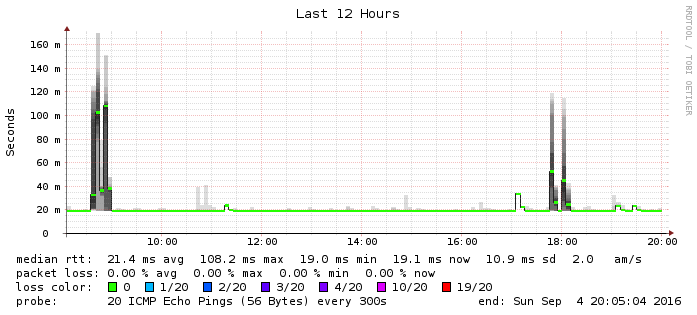 Last 12 Hours
RRDTOOL / TOBI OETIKER
Seconds
160 m
140 m
120 m
100 m
80 m
60 m
40 m
20 m
0
10:00 12:00 14:00 16:00 18:00 20:00
median rtt: 21.4 ms avg 108.2 ms max 19.0 ms min 19.1 ms now 10.9 ms sd 2.0 am/s
packet loss: 0.00 % avg 0.00 % max 0.00 % min 0.00 % now
loss color: 0 1/20 2/20 3/20 4/20 10/20 19/20
probe: 20 ICMP Echo Pings (56 Bytes) every 300s end: Sun Sep 4 20:05:04 2016